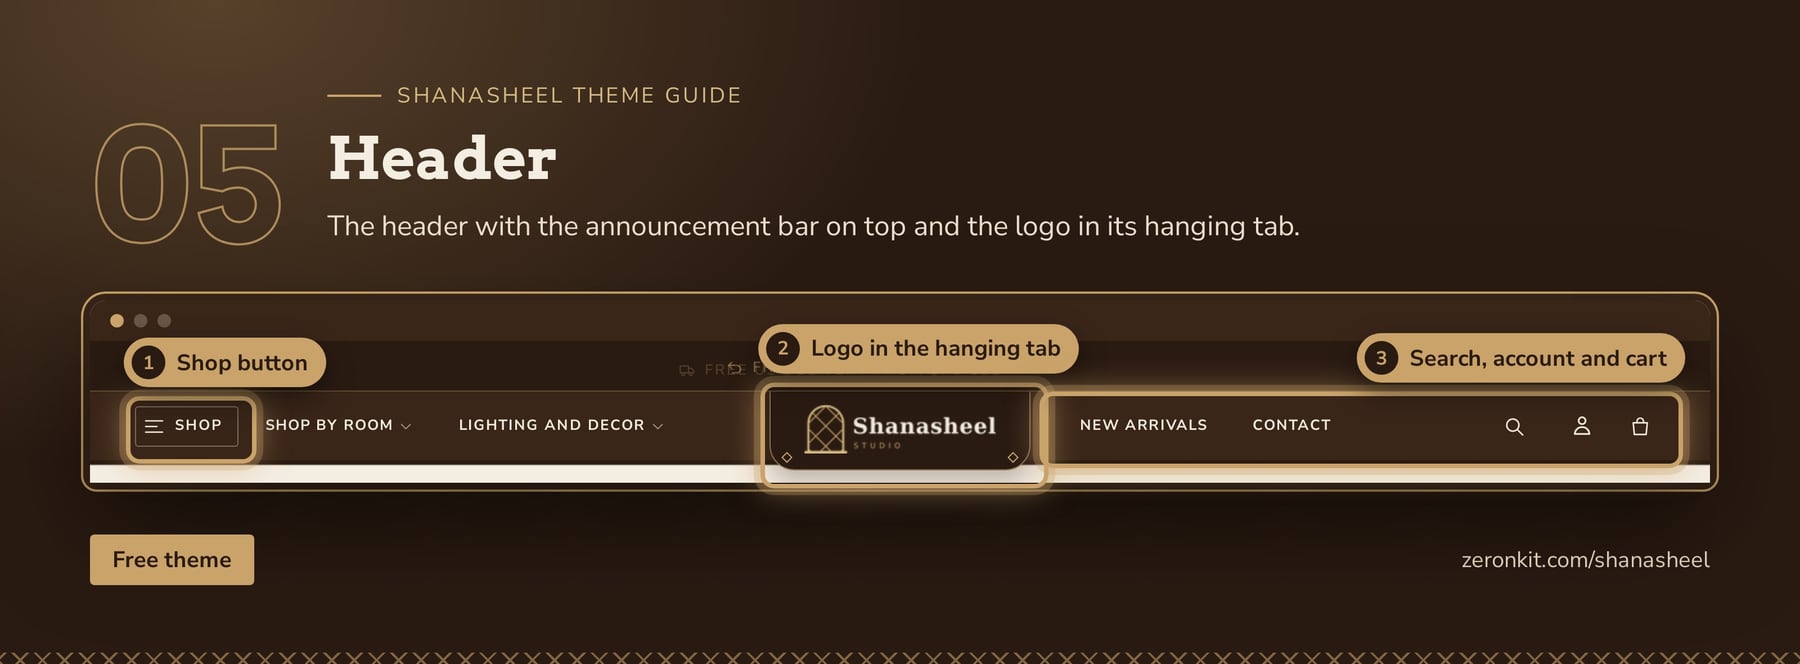 SHANASHEEL THEME GUIDE
05
Header
The header with the announcement bar on top and the logo in its hanging tab.
1 Shop button
2 Logo in the hanging tab
3 Search, account and cart
FREE
SHOP
SHOP BY ROOM
LIGHTING AND DECOR
Shanasheel
STUDIO
NEW ARRIVALS
CONTACT
Free theme
zeronkit.com/shanasheel